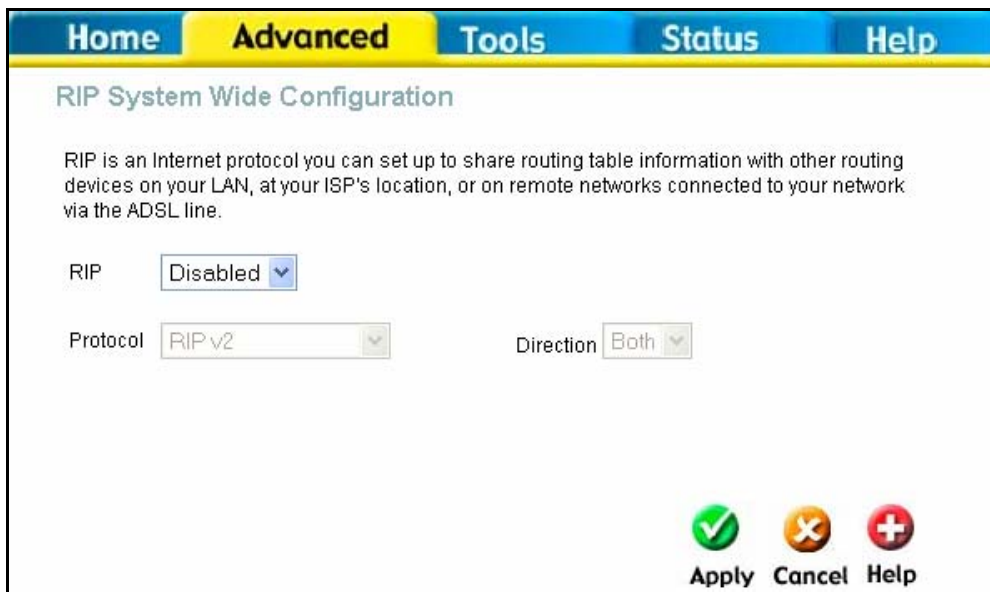 Home Advanced Tools Status Help
RIP System Wide Configuration
RIP is an Internet protocol you can set up to share routing table information with other routing
devices on your LAN, at your ISP's location, or on remote networks connected to your network
via the ADSL line.
RIP Disabled
Protocol RIP v2 Direction Both
Apply Cancel Help